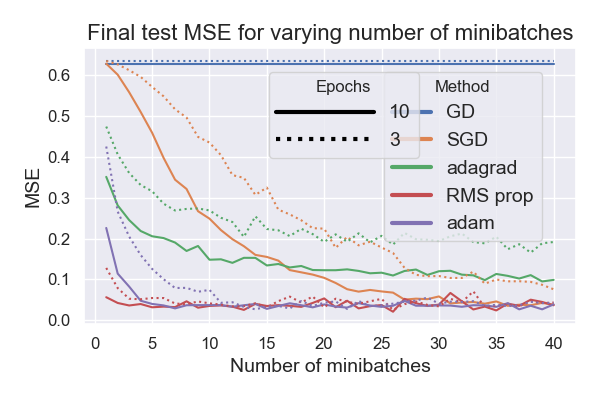 Final test MSE for varying number of minibatches
Epochs
10
3
Method
GD
SGD
adagrad
RMS prop
adam
MSE
0.6
0.5
0.4
0.3
0.2
0.1
0.0
0 5 10 15 20 25 30 35 40
Number of minibatches